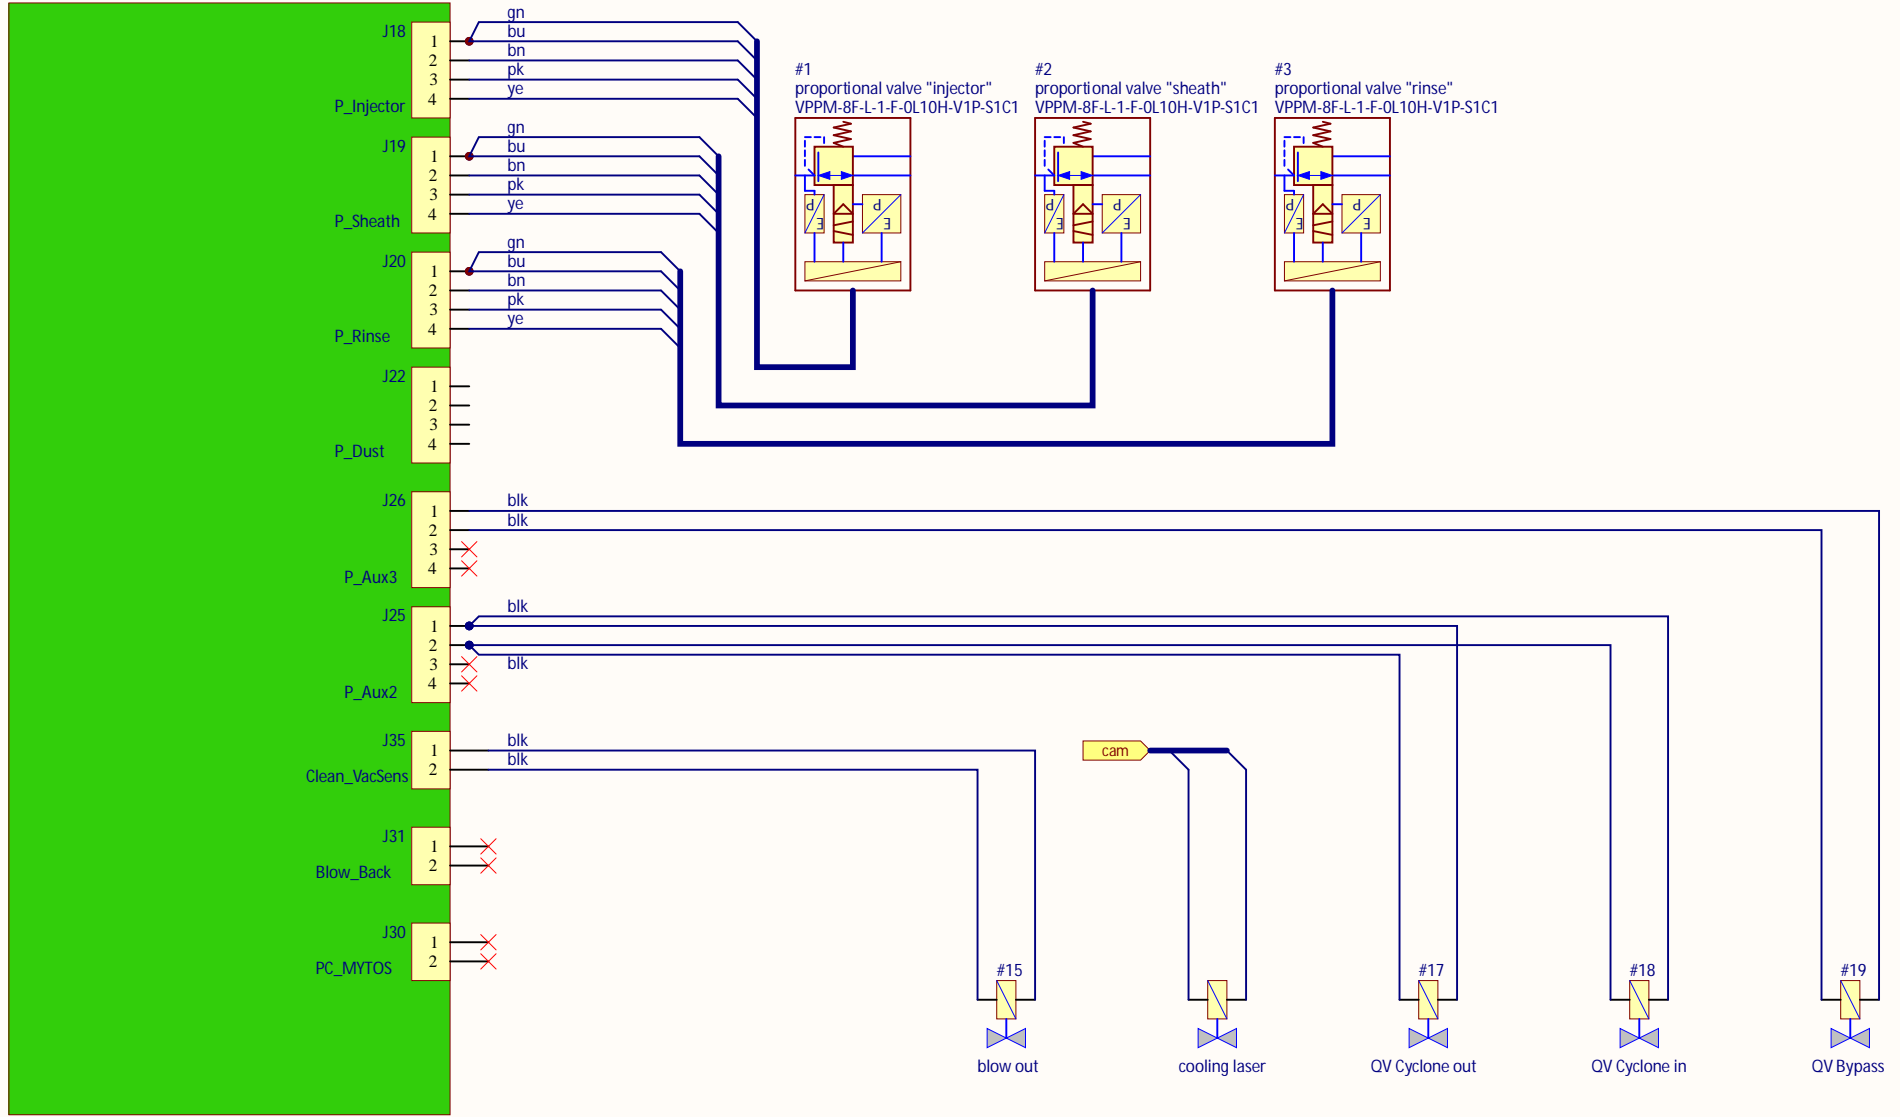 J18
1
2
3
4
P_Injector
gn
bu
bn
pk
ye
J19
1
2
3
4
P_Sheath
gn
bu
bn
pk
ye
J20
1
2
3
4
P_Rinse
gn
bu
bn
pk
ye
J22
1
2
3
4
P_Dust
J26
1
2
3
4
P_Aux3
blk
blk
J25
1
2
3
4
P_Aux2
blk
blk
J35
1
2
Clean_VacSens
blk
blk
J31
1
2
Blow_Back
J30
1
2
PC_MYTOS
#1
proportional valve "injector"
VPPM-8F-L-1-F-0L10H-V1P-S1C1
P
E
P
E
#2
proportional valve "sheath"
VPPM-8F-L-1-F-0L10H-V1P-S1C1
P
E
P
E
#3
proportional valve "rinse"
VPPM-8F-L-1-F-0L10H-V1P-S1C1
P
E
P
E
cam
#15
blow out
cooling laser
#17
QV Cyclone out
#18
QV Cyclone in
#19
QV Bypass